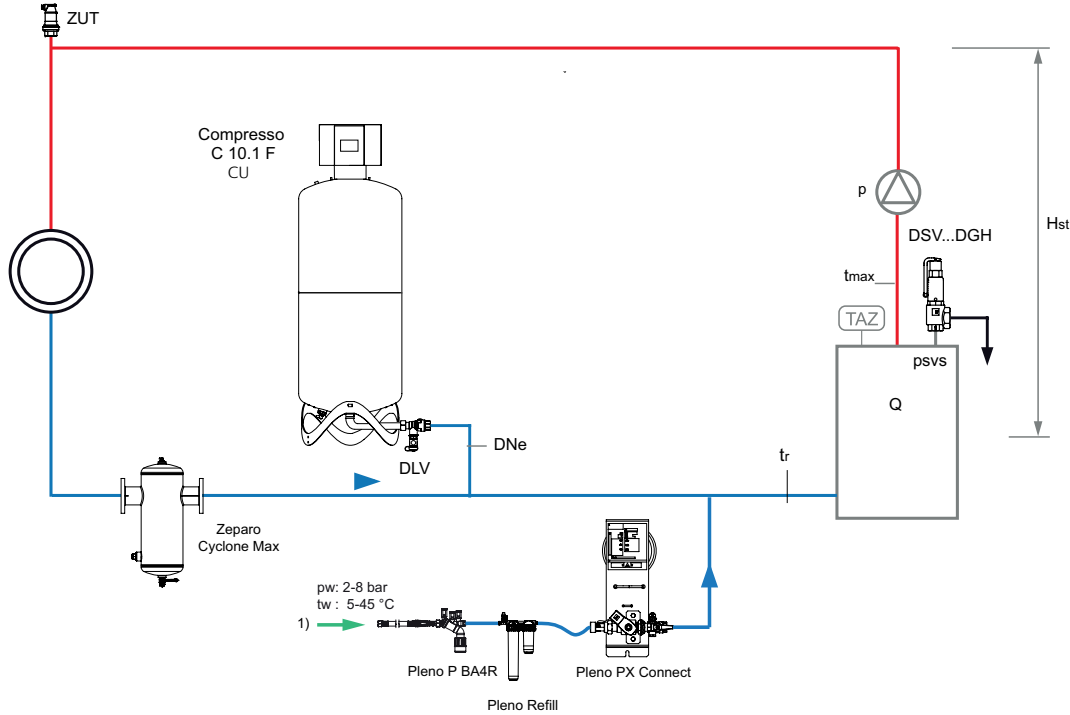 ZUT
Compresso
C 10.1 F
CU
p
Hst
DSV...DGH
tmax
TAZ
psvs
Q
DNe
DLV
tr
Zeparo
Cyclone Max
pw: 2-8 bar
tw : 5-45 °C
1)
Pleno P BA4R
Pleno PX Connect
Pleno Refill